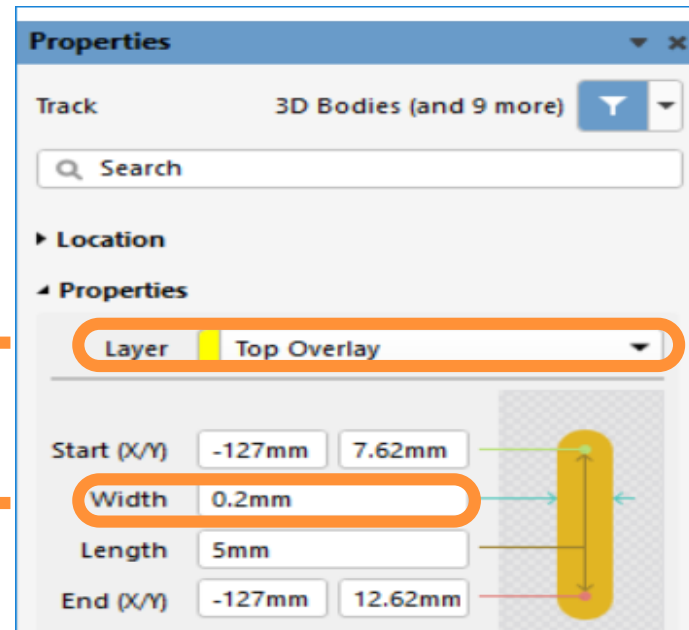 Properties
Track 3D Bodies (and 9 more)
Search
Location
Properties
Layer Top Overlay
Start (X/Y) -127mm 7.62mm
Width 0.2mm
Length 5mm
End (X/Y) -127mm 12.62mm